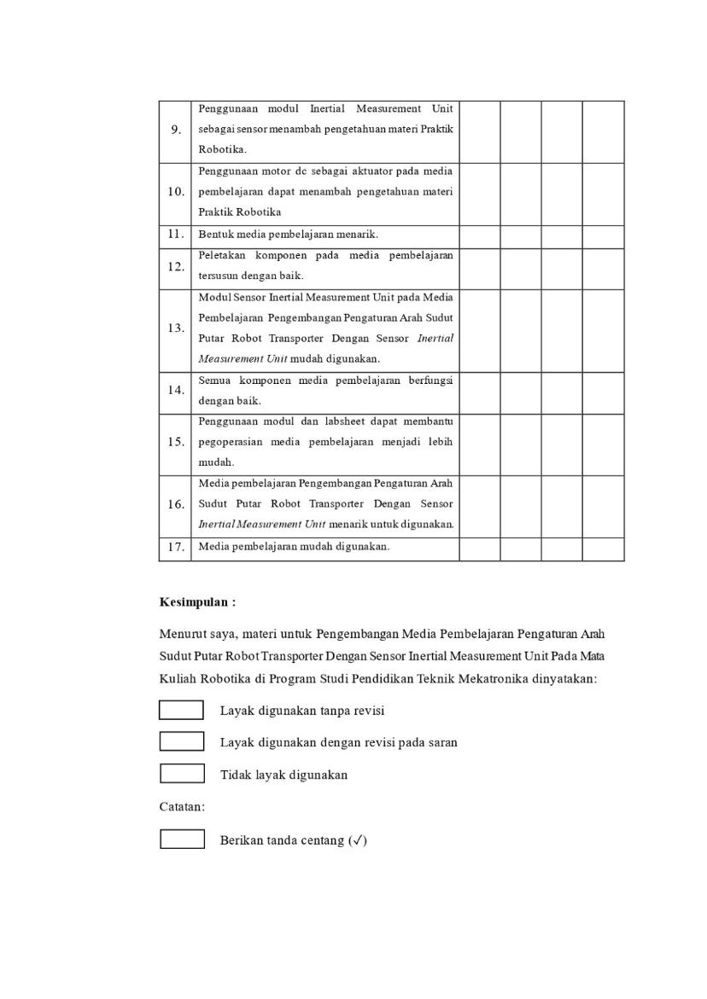 Penggunaan modul Inertial Measurement Unit
9. sebagai sensor menambah pengetahuan materi Praktik
Robotika.
Penggunaan motor dc sebagai aktuator pada media
10. pembelajaran dapat menambah pengetahuan materi
Praktik Robotika
11. Bentuk media pembelajaran menarik.
12. Peletakan komponen pada media pembelajaran
tersusun dengan baik.
Modul Sensor Inertial Measurement Unit pada Media
Pembelajaran Pengembangan Pengaturan Arah Sudut
13. Putar Robot Transporter Dengan Sensor Inertial
Measurement Unit mudah digunakan.
14. Semua komponen media pembelajaran berfungsi
dengan baik.
Penggunaan modul dan labsheet dapat membantu
15. pegoperasian media pembelajaran menjadi lebih
mudah.
Media pembelajaran Pengembangan Pengaturan Arah
16. Sudut Putar Robot Transporter Dengan Sensor
Inertial Measurement Unit menarik untuk digunakan.
17. Media pembelajaran mudah digunakan.
Kesimpulan :
Menurut saya, materi untuk Pengembangan Media Pembelajaran Pengaturan Arah
Sudut Putar Robot Transporter Dengan Sensor Inertial Measurement Unit Pada Mata
Kuliah Robotika di Program Studi Pendidikan Teknik Mekatronika dinyatakan:
Layak digunakan tanpa revisi
Layak digunakan dengan revisi pada saran
Tidak layak digunakan
Catatan:
Berikan tanda centang (✓)